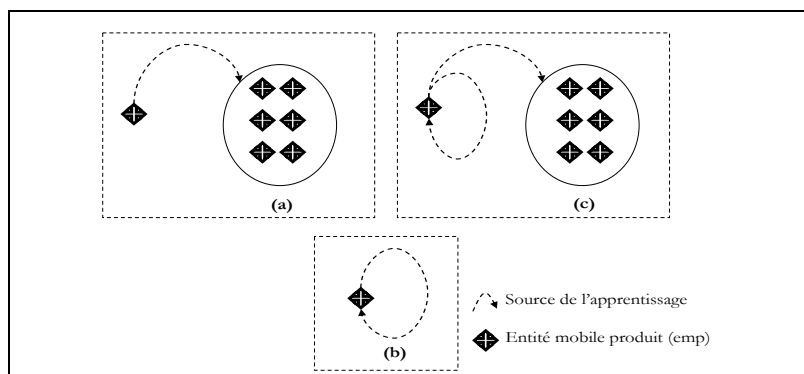 (a)
(c)
(b)
Source de l'apprentissage
Entité mobile produit (emp)